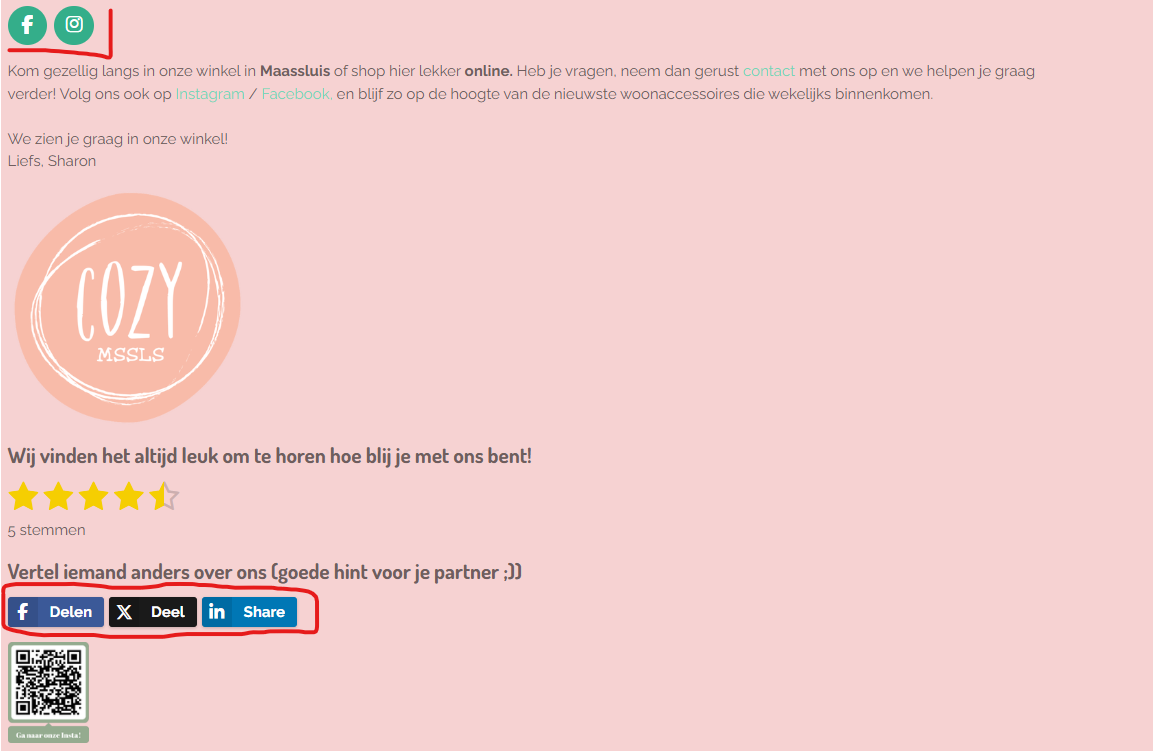 Kom gezellig langs in onze winkel in Maassluis of shop hier lekker online. Heb je vragen, neem dan gerust contact met ons op en we helpen je graag
verder! Volg ons ook op Instagram / Facebook, en blijf zo op de hoogte van de nieuwste woonaccessoires die wekelijks binnenkomen.
We zien je graag in onze winkel!
Liefs, Sharon
COZY
MSSLS
Wij vinden het altijd leuk om te horen hoe blij je met ons bent!
5 stemmen
Vertel iemand anders over ons (goede hint voor je partner ;))
Delen Deel Share
Ga naar onze Insta!